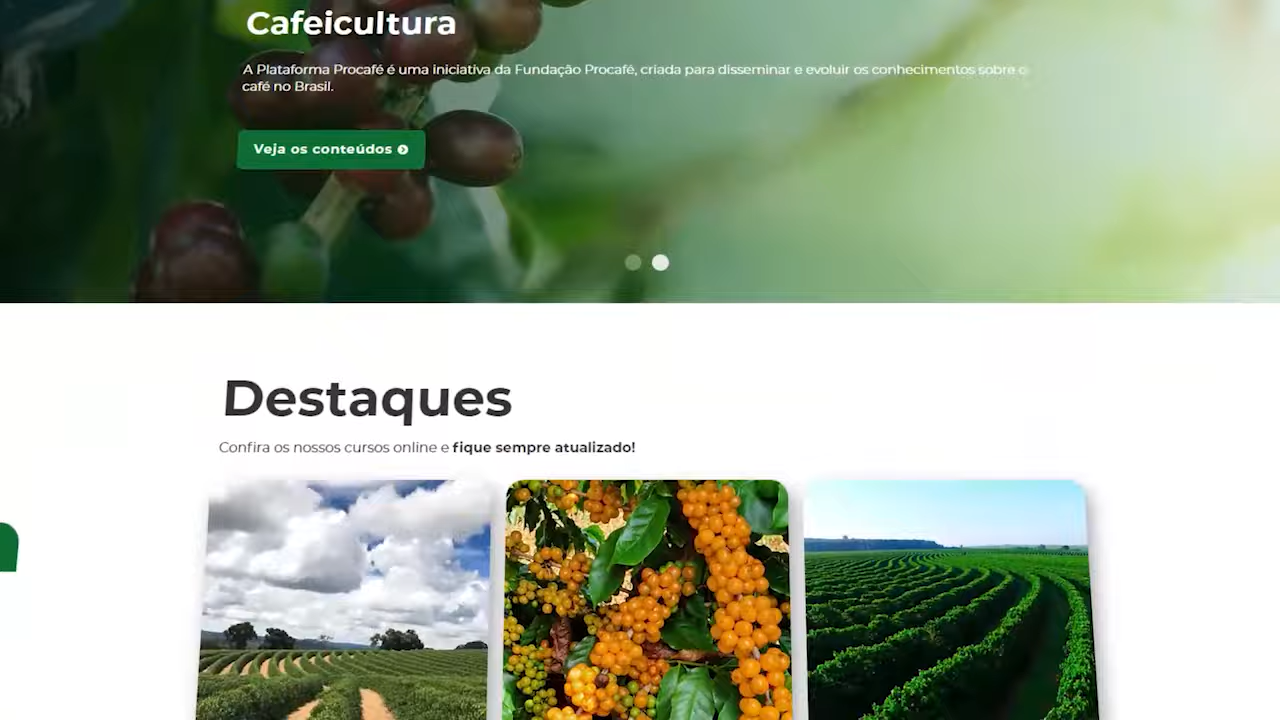 Cafeicultura
A Plataforma Procafé é uma iniciativa da Fundação Procafé, criada para disseminar e evoluir os conhecimentos sobre o
café no Brasil.
Veja os conteúdos
Destaques
Confira os nossos cursos online e fique sempre atualizado!